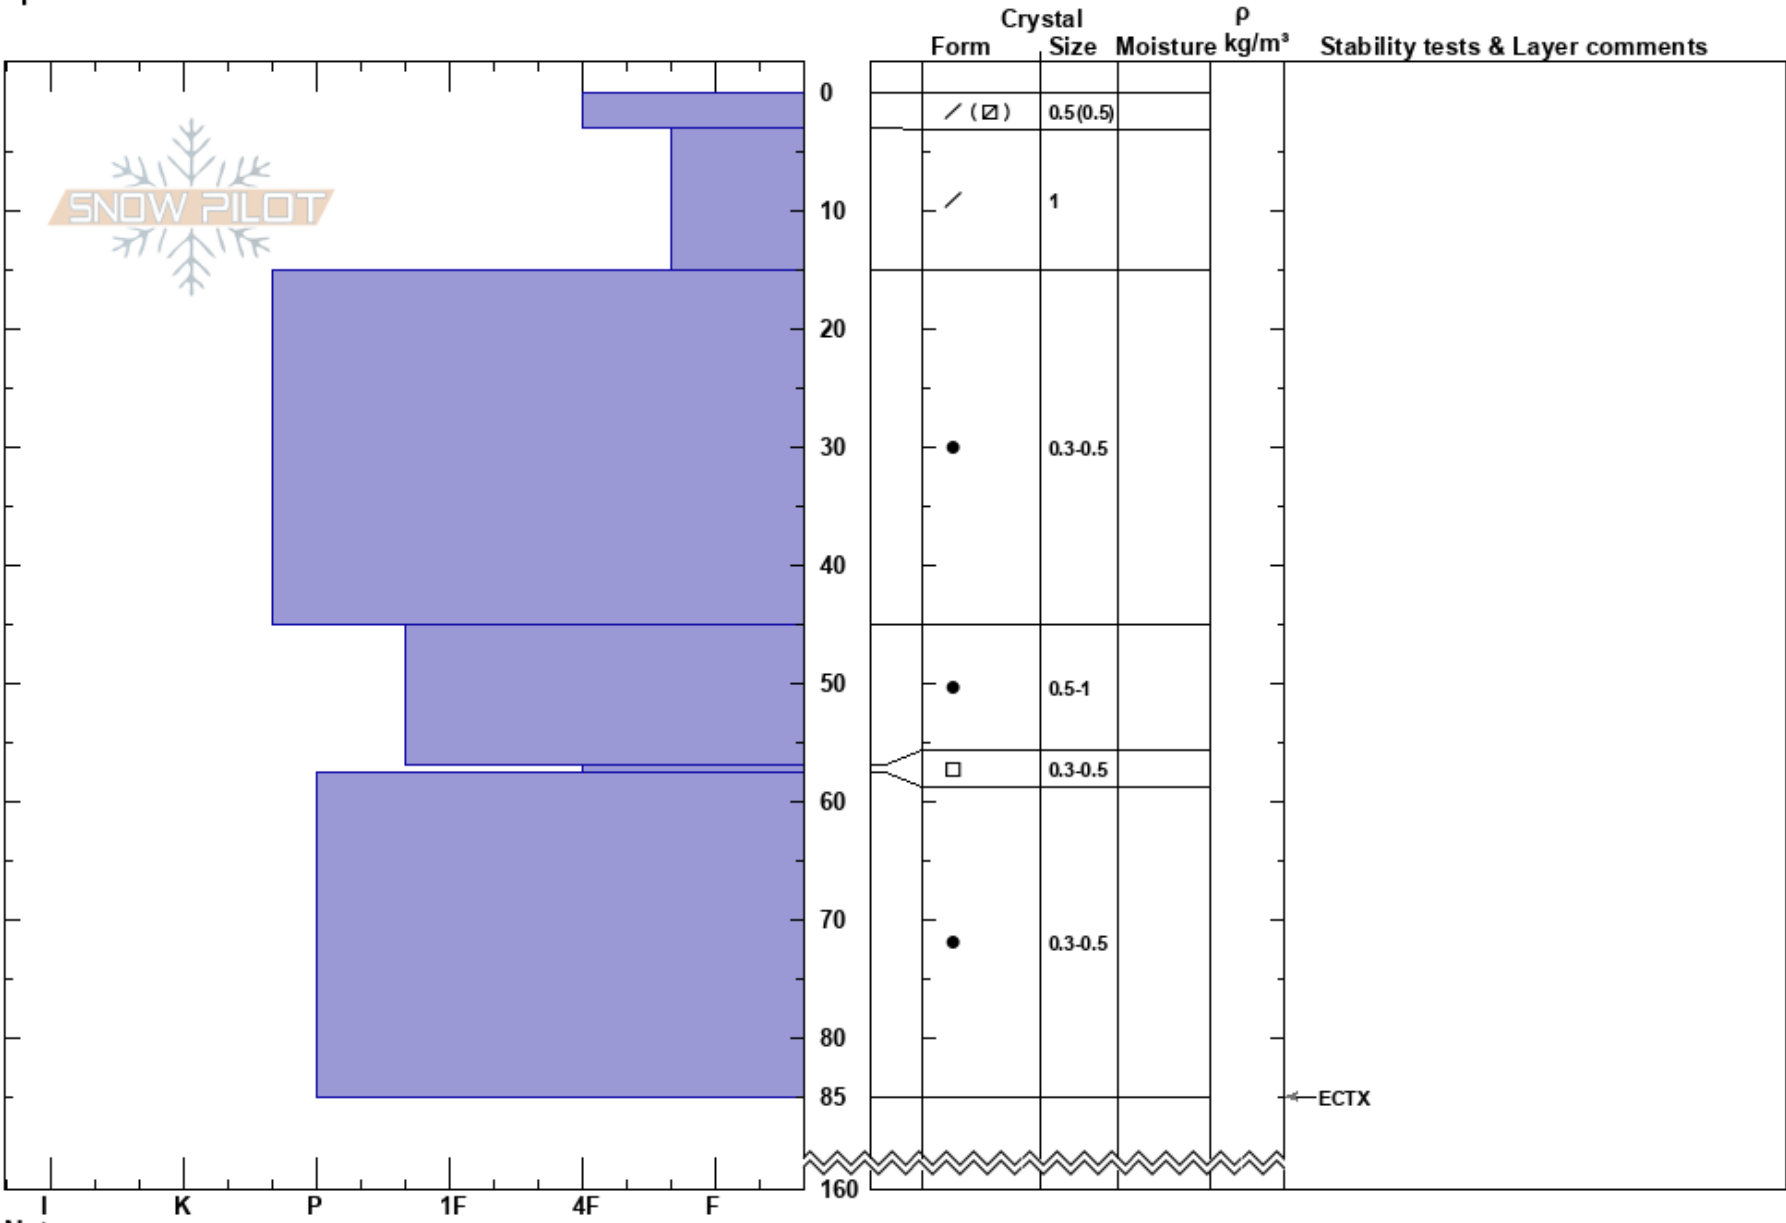 Crystal ρ
Form Size Moisture kg/m³ Stability tests & Layer comments
0
( ) 0.5(0.5)
SNOW PILOT
1
10
20
30
0.3-0.5
40
50
0.5-1
0.3-0.5
60
70
0.3-0.5
80
85
ECTX
160
I K P 1F 4F F